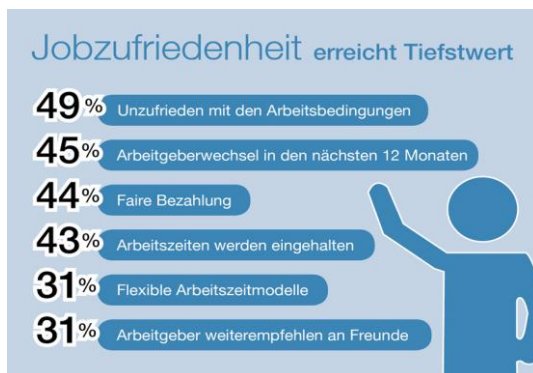 Jobzufriedenheit erreicht Tiefstwert
49% Unzufrieden mit den Arbeitsbedingungen
45% Arbeitgeberwechsel in den nächsten 12 Monaten
44% Faire Bezahlung
43% Arbeitszeiten werden eingehalten
31% Flexible Arbeitszeitmodelle
31% Arbeitgeber weiterempfehlen an Freunde